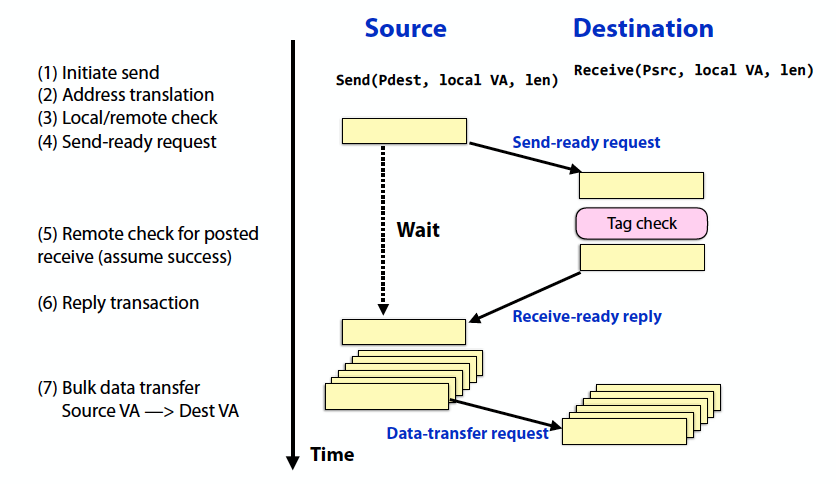 Source
Destination
Send(Pdest, local VA, len)
Receive(Psrc, local VA, len)
(1) Initiate send
(2) Address translation
(3) Local/remote check
(4) Send-ready request
Send-ready request
Tag check
Wait
(5) Remote check for posted
receive (assume success)
(6) Reply transaction
Receive-ready reply
(7) Bulk data transfer
Source VA —> Dest VA
Data-transfer request
Time